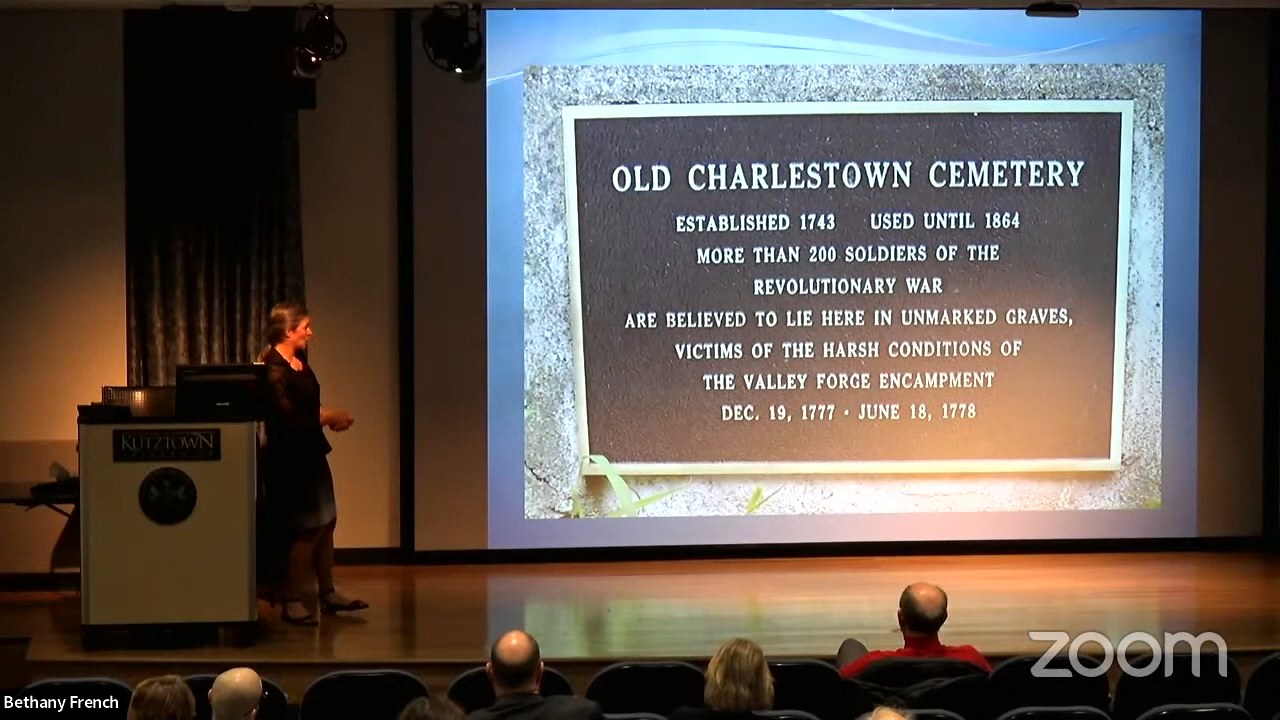 OLD CHARLESTOWN CEMETERY
ESTABLISHED 1743 USED UNTIL 1864
MORE THAN 200 SOLDIERS OF THE
REVOLUTIONARY WAR
ARE BELIEVED TO LIE HERE IN UNMARKED GRAVES,
VICTIMS OF THE HARSH CONDITIONS OF
THE VALLEY FORGE ENCAMPMENT
DEC. 19, 1777 · JUNE 18, 1778
KUTZTOWN
zoom
Bethany French